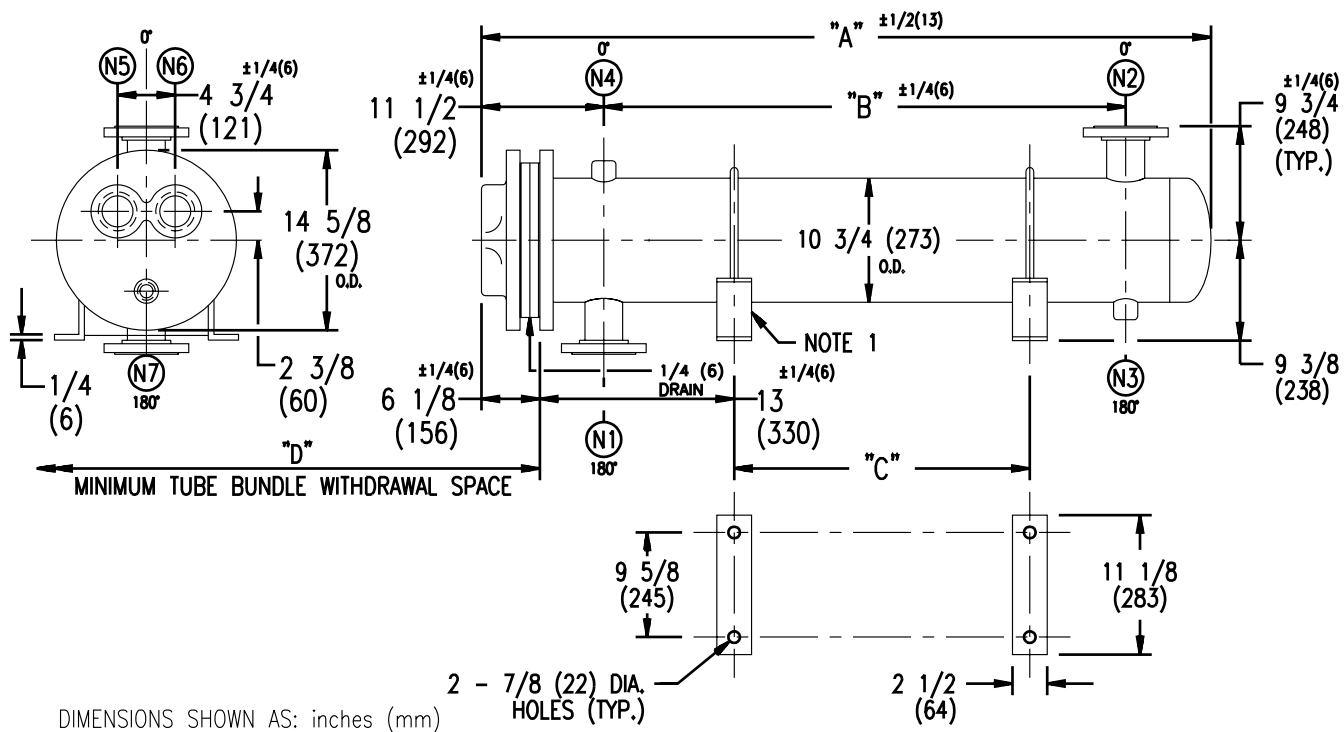 "A" ±1/2(13)
0°
N5
N6
±1/4(6)
4 3/4
(121)
±1/4(6)
11 1/2
(292)
0°
N4
"B" ±1/4(6)
0°
N2
±1/4(6)
9 3/4
(248)
(TYP.)
14 5/8
(372)
O.D.
10 3/4 (273)
O.D.
NOTE 1
1/4
(6)
N7
180°
2 3/8
(60)
±1/4(6)
6 1/8
(156)
1/4 (6)
DRAIN
±1/4(6)
13
(330)
N3
180°
9 3/8
(238)
N1
180°
"D"
MINIMUM TUBE BUNDLE WITHDRAWAL SPACE
"C"
9 5/8
(245)
11 1/8
(283)
2 - 7/8 (22) DIA.
HOLES (TYP.)
2 1/2
(64)
DIMENSIONS SHOWN AS: inches (mm)